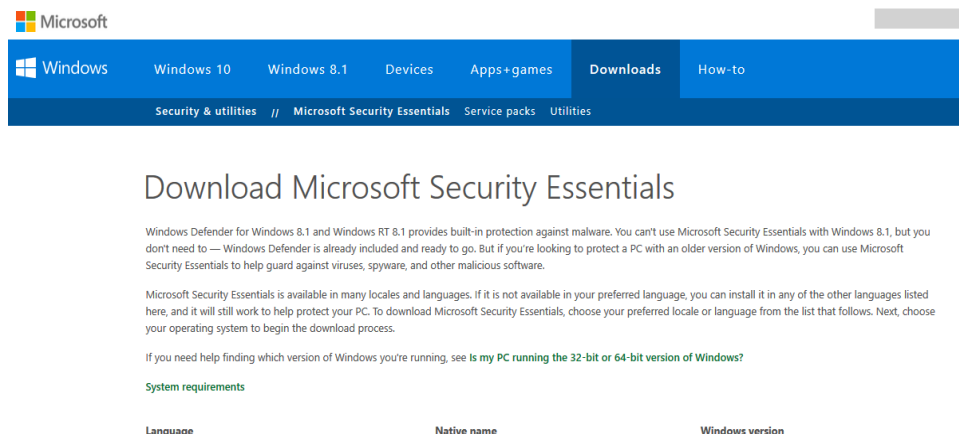 Microsoft
Windows Windows 10 Windows 8.1 Devices Apps+games Downloads How-to
Security & utilities // Microsoft Security Essentials Service packs Utilities
Download Microsoft Security Essentials
Windows Defender for Windows 8.1 and Windows RT 8.1 provides built-in protection against malware. You can't use Microsoft Security Essentials with Windows 8.1, but you
don't need to — Windows Defender is already included and ready to go. But if you're looking to protect a PC with an older version of Windows, you can use Microsoft
Security Essentials to help guard against viruses, spyware, and other malicious software.
Microsoft Security Essentials is available in many locales and languages. If it is not available in your preferred language, you can install it in any of the other languages listed
here, and it will still work to help protect your PC. To download Microsoft Security Essentials, choose your preferred locale or language from the list that follows. Next, choose
your operating system to begin the download process.
If you need help finding which version of Windows you're running, see Is my PC running the 32-bit or 64-bit version of Windows?
System requirements
Language Native name Windows version